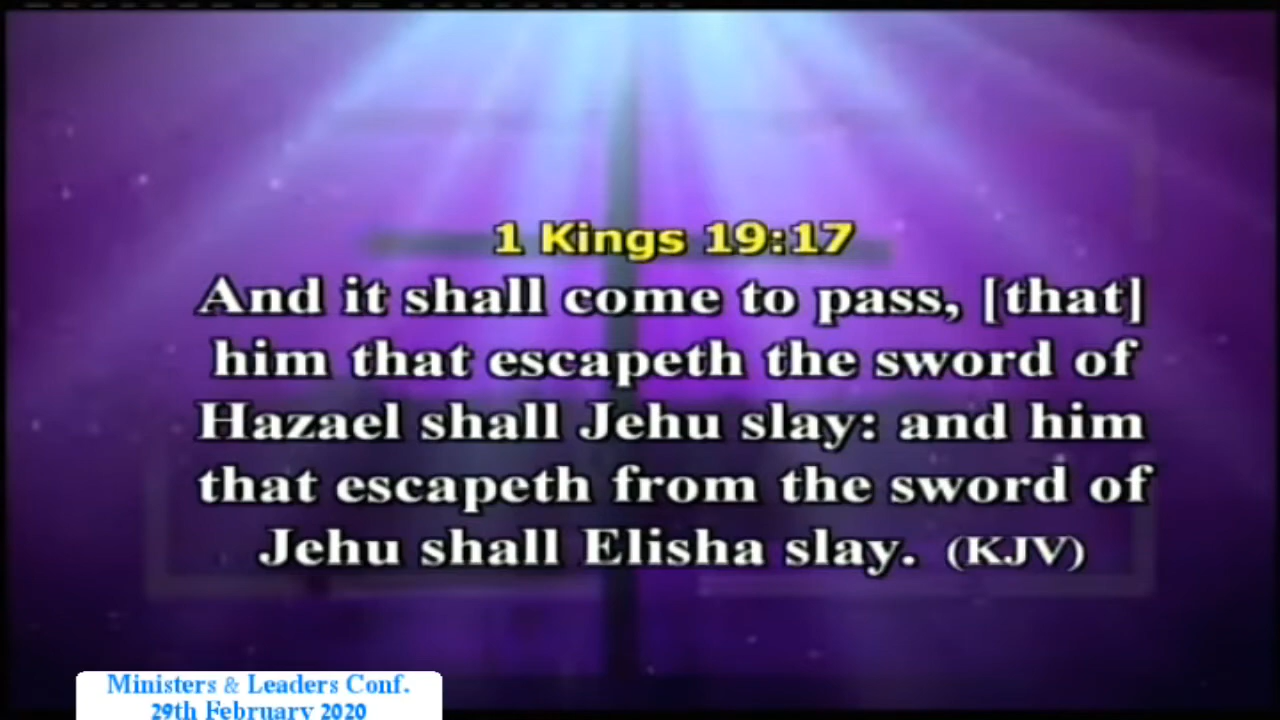 1 Kings 19:17
And it shall come to pass, [that]
him that escapeth the sword of
Hazael shall Jehu slay: and him
that escapeth from the sword of
Jehu shall Elisha slay. (KJV)
Ministers & Leaders Conf.
29th February 2020